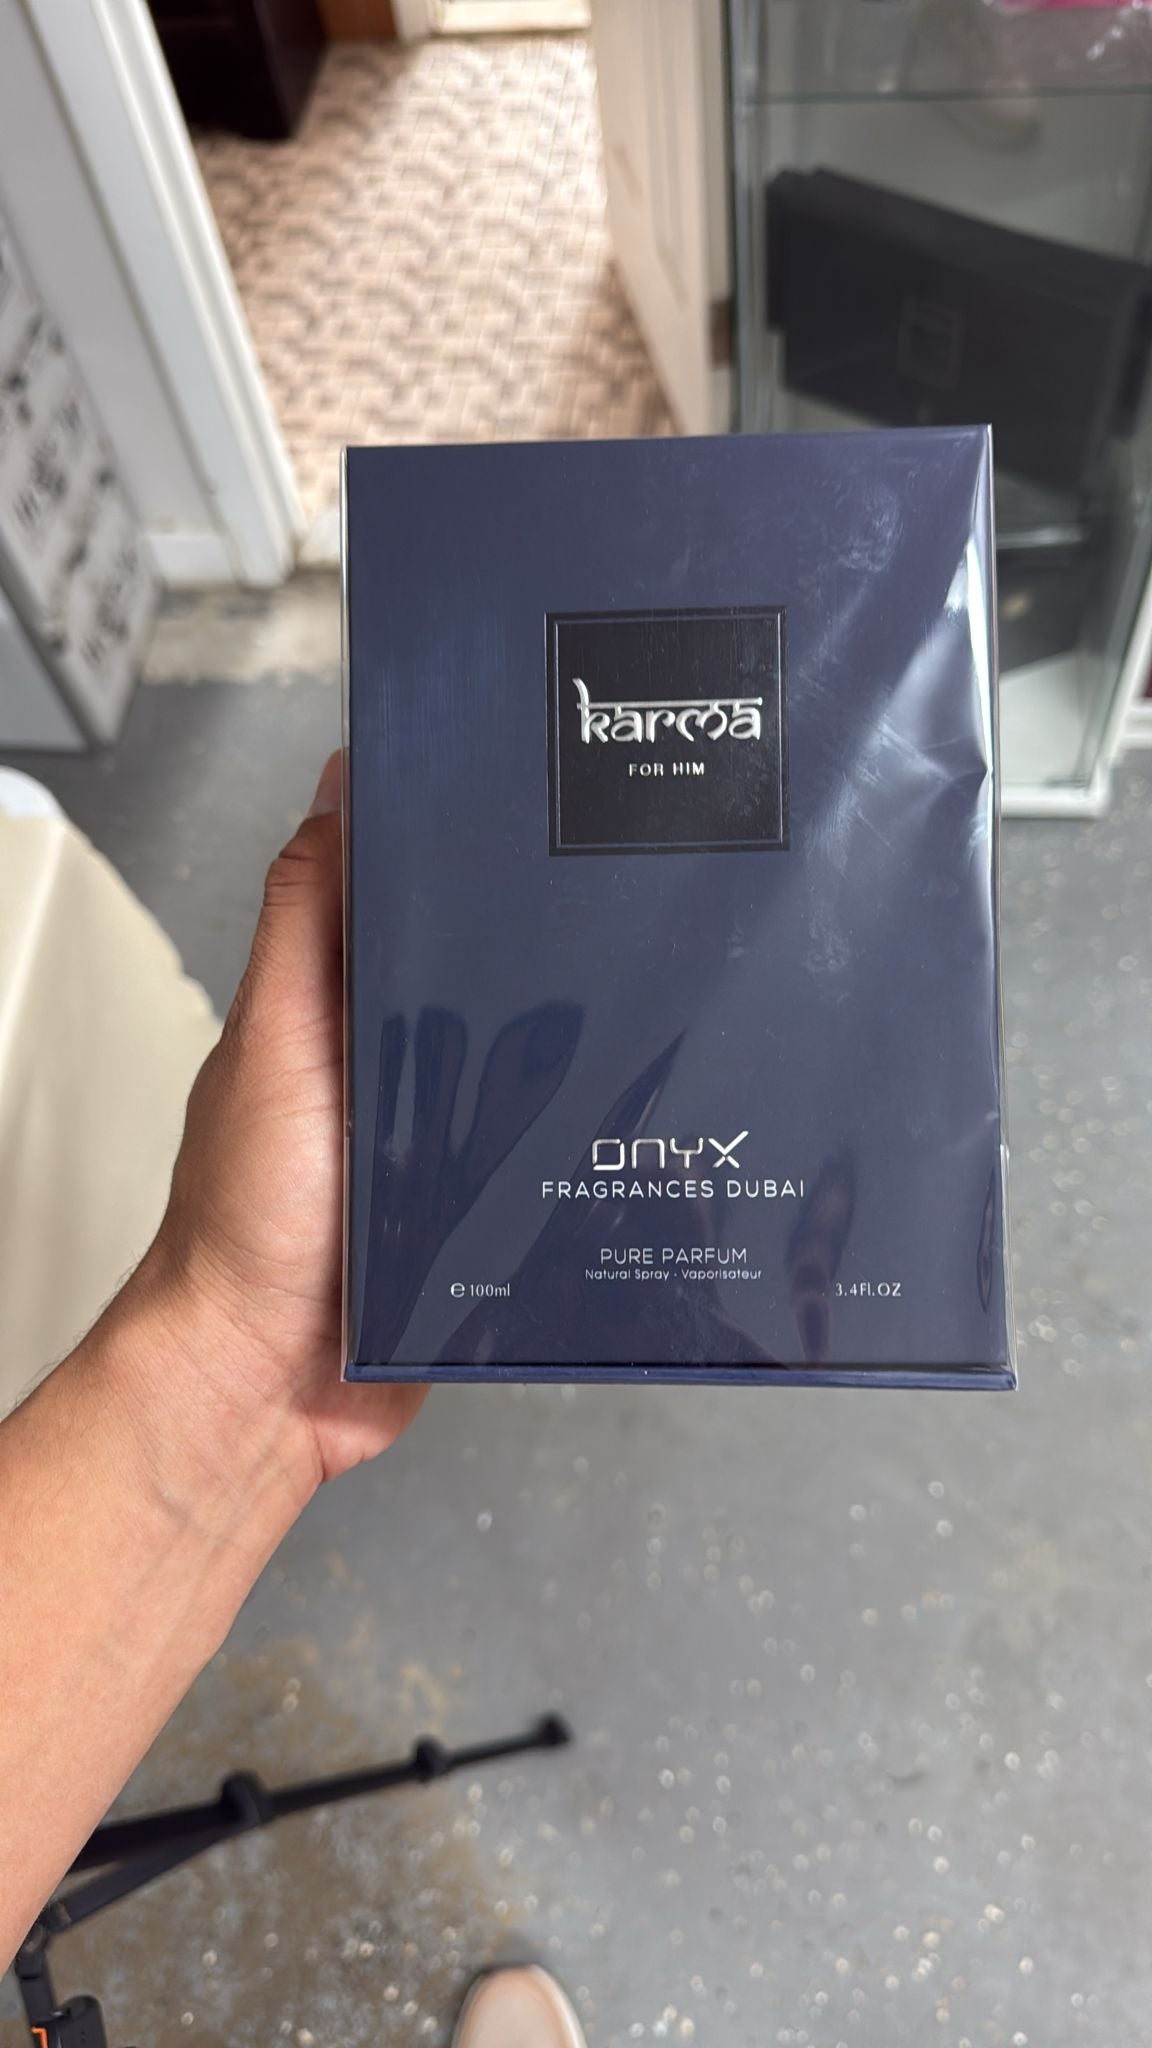 karma
FOR HIM
ONYX
FRAGRANCES DUBAI
PURE PARFUM
Natural Spray - Vaporisateur
℮ 100ml 3.4Fl.OZ